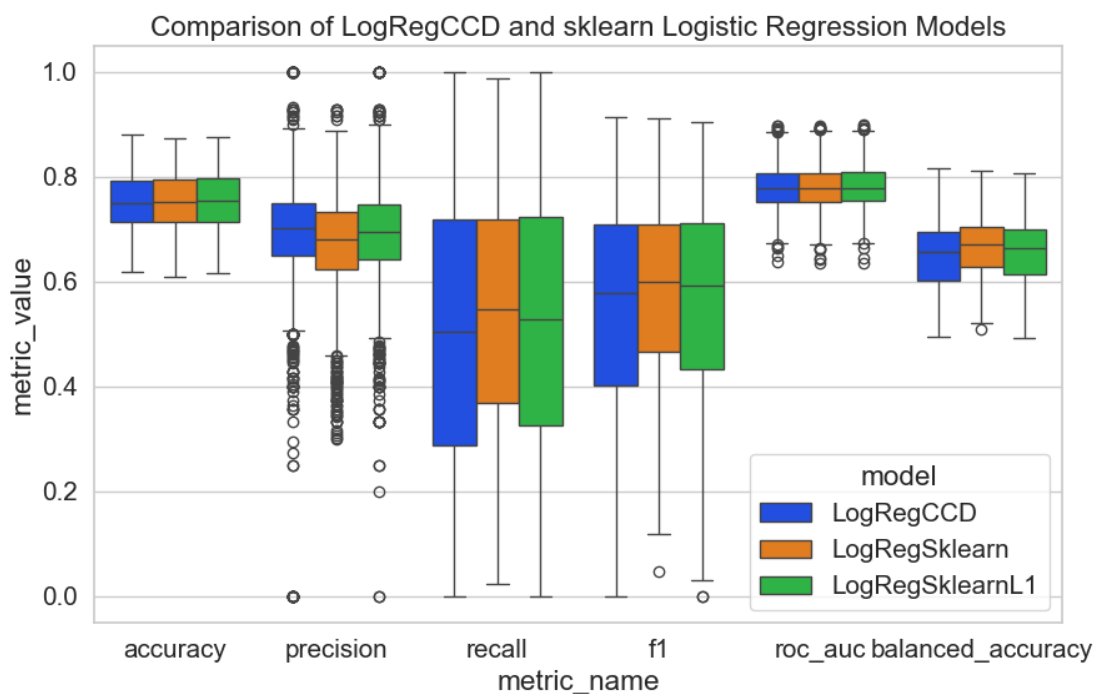 Comparison of LogRegCCD and sklearn Logistic Regression Models
metric_value
1.0
0.8
0.6
0.4
0.2
0.0
model
LogRegCCD
LogRegSklearn
LogRegSklearnL1
accuracy precision recall f1 roc_auc balanced_accuracy
metric_name